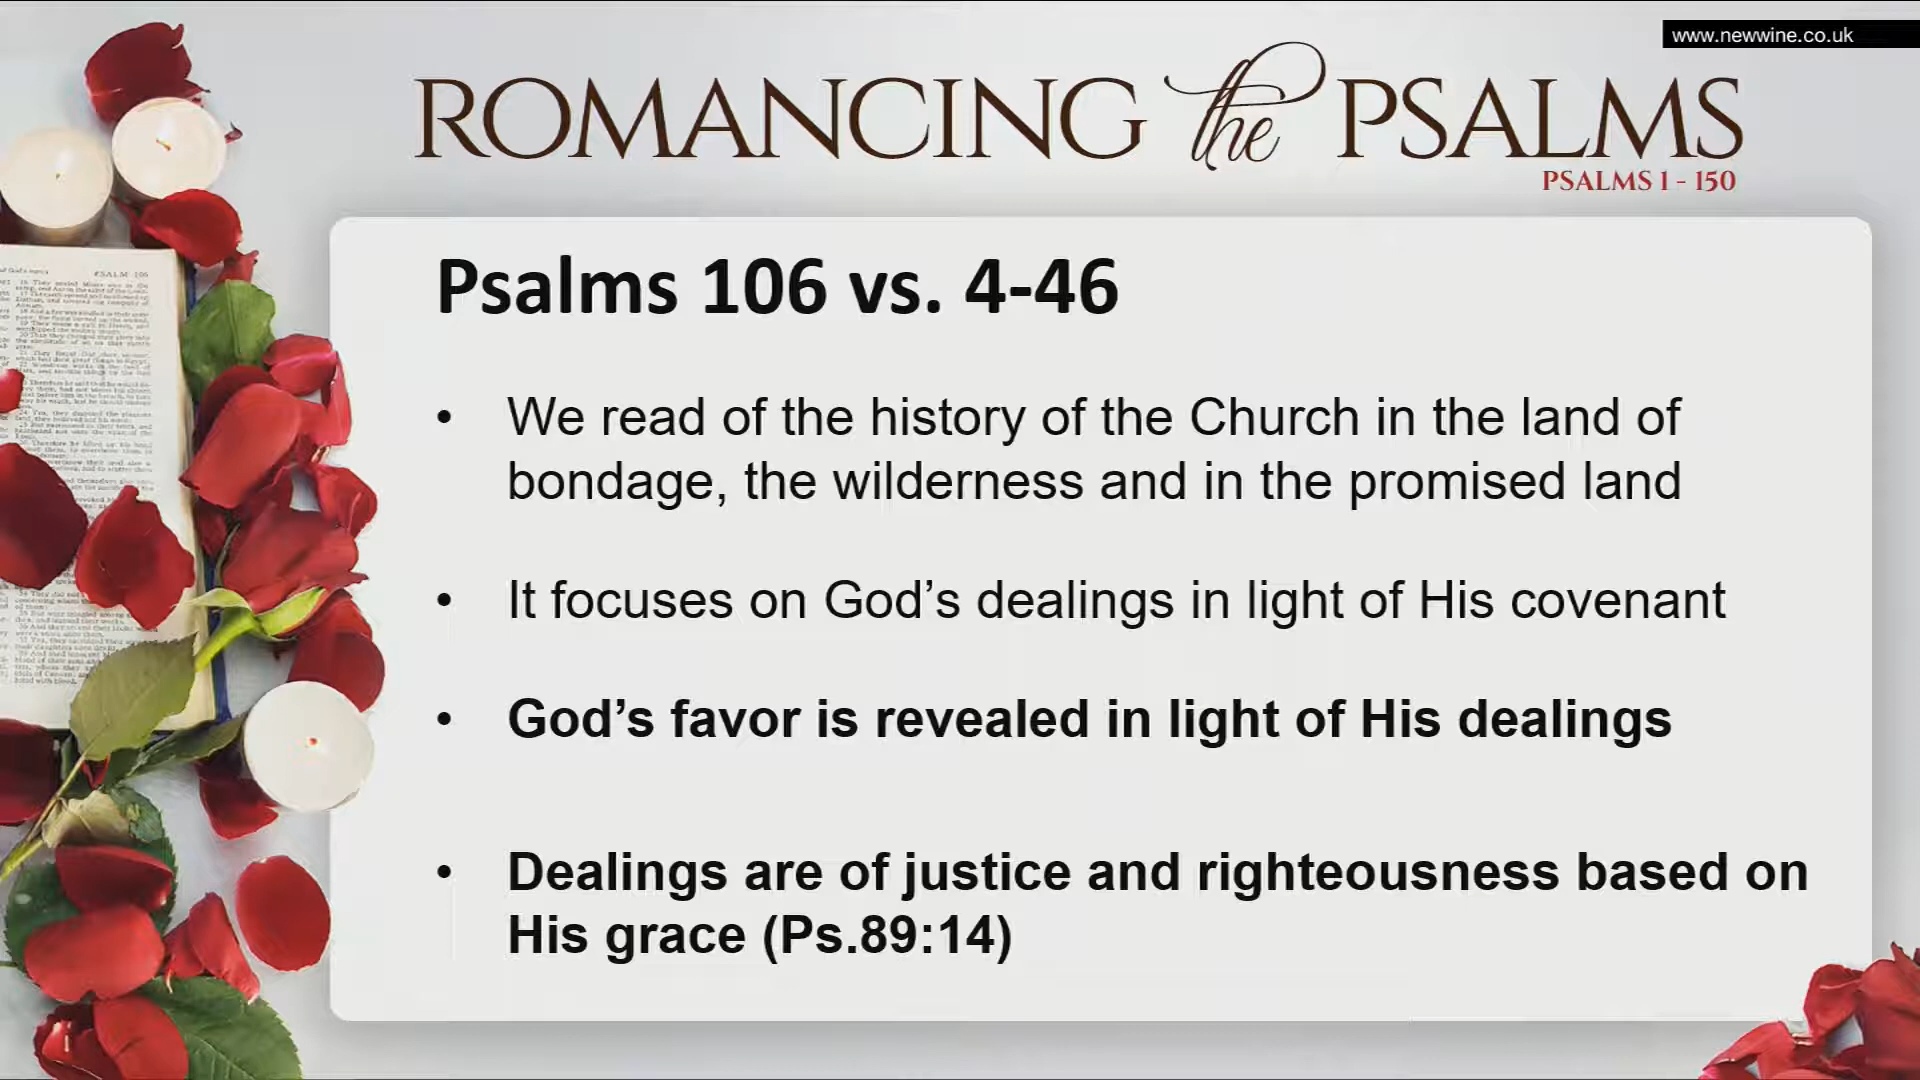 www.newwine.co.uk
ROMANCING the PSALMS
PSALMS 1 - 150
PSALM 106
Psalms 106 vs. 4-46
• We read of the history of the Church in the land of
bondage, the wilderness and in the promised land
• It focuses on God’s dealings in light of His covenant
• God’s favor is revealed in light of His dealings
• Dealings are of justice and righteousness based on
His grace (Ps.89:14)